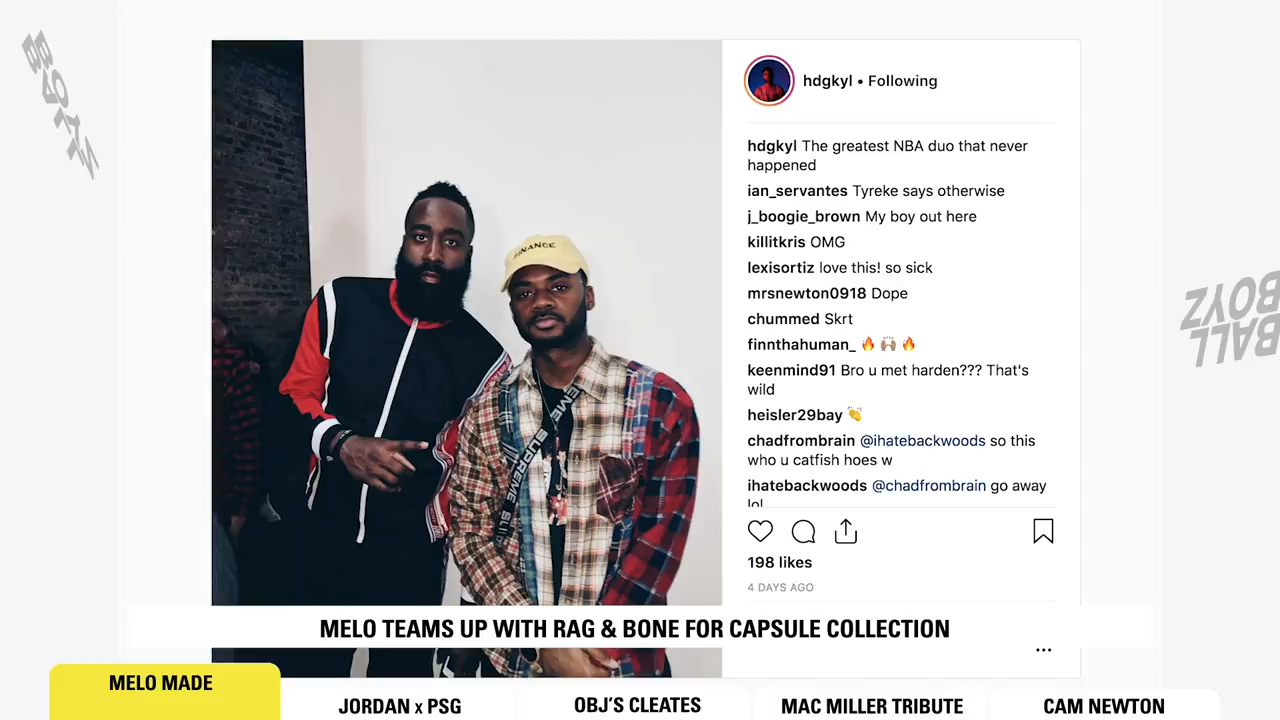 BALL
BOYZ
hdgkyl • Following
hdgkyl The greatest NBA duo that never
happened
ian_servantes Tyreke says otherwise
j_boogie_brown My boy out here
killitkris OMG
lexisortiz love this! so sick
mrsnewton0918 Dope
chummed Skrt
finnthahuman_ 🔥 🙌🏽 🔥
keenmind91 Bro u met harden??? That's
wild
heisler29bay 👏
chadfrombrain @ihatebackwoods so this
who u catfish hoes w
ihatebackwoods @chadfrombrain go away
lol
198 likes
4 DAYS AGO
FINANCE
SUPREME
MELO TEAMS UP WITH RAG & BONE FOR CAPSULE COLLECTION
MELO MADE
JORDAN x PSG
OBJ'S CLEATES
MAC MILLER TRIBUTE
CAM NEWTON